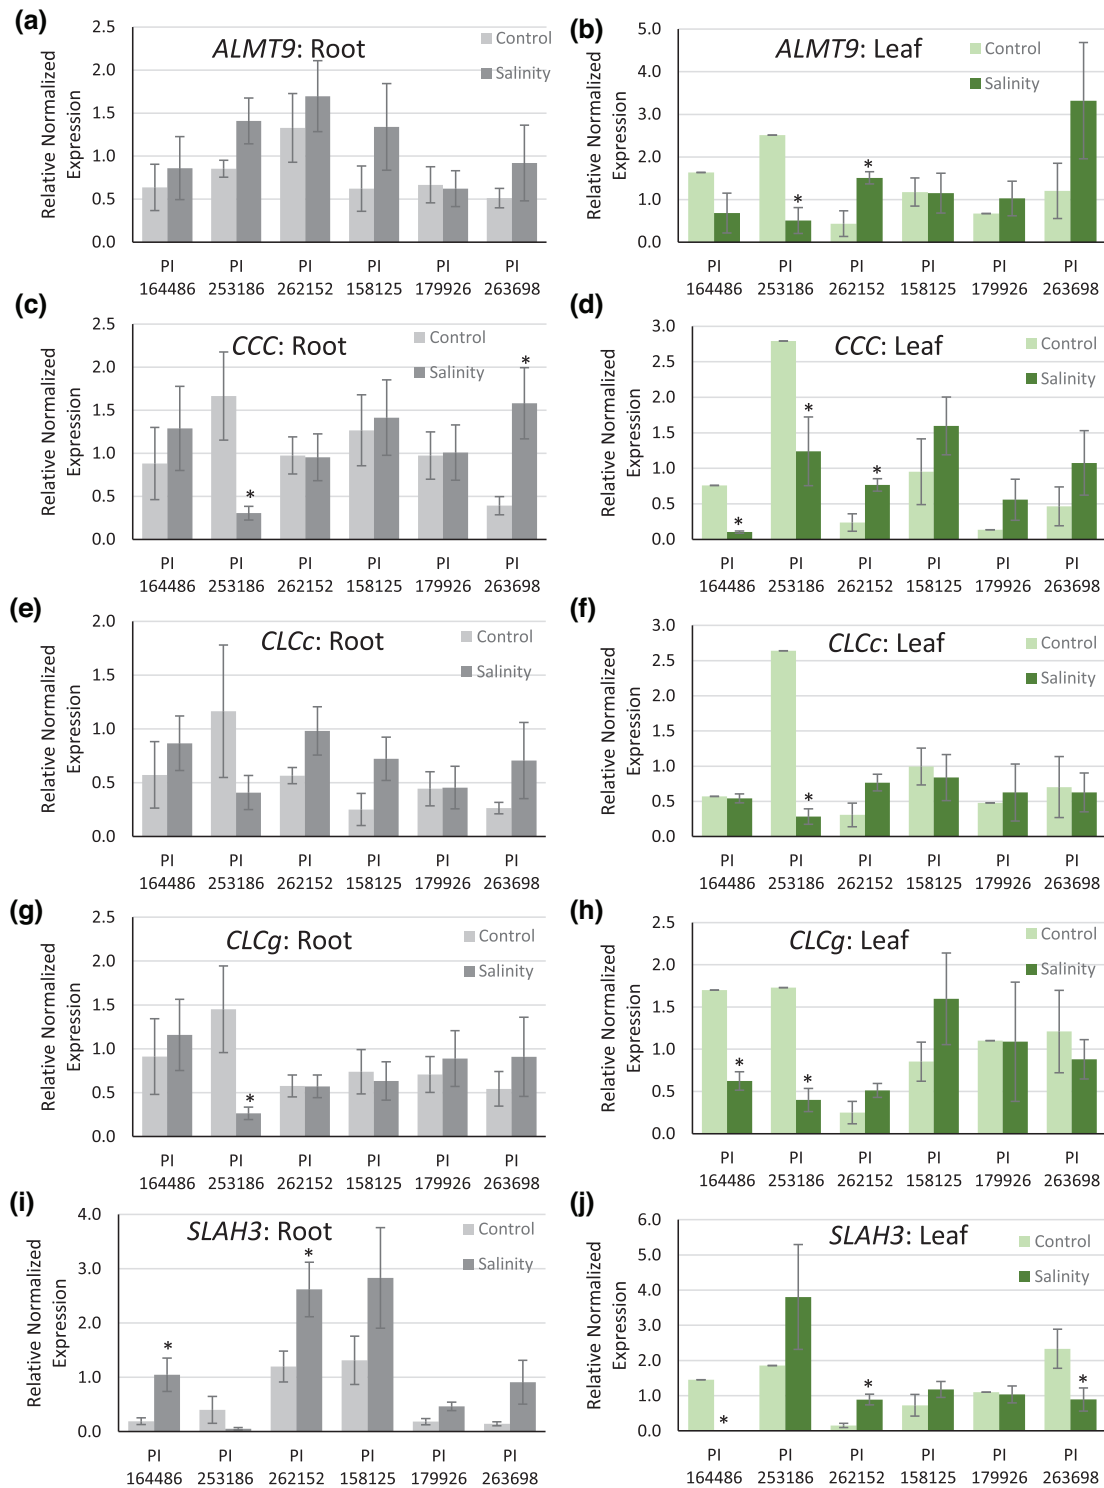 (a)
ALMT9: Root
Control
Salinity
Relative Normalized
Expression
2.5
2.0
1.5
1.0
0.5
0.0
PI PI PI PI PI PI
164486 253186 262152 158125 179926 263698
(b)
ALMT9: Leaf
Control
Salinity
Relative Normalized
Expression
5.0
4.0
3.0
2.0
1.0
0.0
* *
PI PI PI PI PI PI
164486 253186 262152 158125 179926 263698
(c)
CCC: Root
Control
Salinity
Relative Normalized
Expression
2.5
2.0
1.5
1.0
0.5
0.0
* *
PI PI PI PI PI PI
164486 253186 262152 158125 179926 263698
(d)
CCC: Leaf
Control
Salinity
Relative Normalized
Expression
3.0
2.5
2.0
1.5
1.0
0.5
0.0
* * *
PI PI PI PI PI PI
164486 253186 262152 158125 179926 263698
(e)
CLCc: Root
Control
Salinity
Relative Normalized
Expression
2.0
1.5
1.0
0.5
0.0
PI PI PI PI PI PI
164486 253186 262152 158125 179926 263698
(f)
CLCc: Leaf
Control
Salinity
Relative Normalized
Expression
3.0
2.5
2.0
1.5
1.0
0.5
0.0
*
PI PI PI PI PI PI
164486 253186 262152 158125 179926 263698
(g)
CLCg: Root
Control
Salinity
Relative Normalized
Expression
2.5
2.0
1.5
1.0
0.5
0.0
*
PI PI PI PI PI PI
164486 253186 262152 158125 179926 263698
(h)
CLCg: Leaf
Control
Salinity
Relative Normalized
Expression
2.5
2.0
1.5
1.0
0.5
0.0
* *
PI PI PI PI PI PI
164486 253186 262152 158125 179926 263698
(i)
SLAH3: Root
Control
Salinity
Relative Normalized
Expression
4.0
3.0
2.0
1.0
0.0
* *
PI PI PI PI PI PI
164486 253186 262152 158125 179926 263698
(j)
SLAH3: Leaf
Control
Salinity
Relative Normalized
Expression
6.0
5.0
4.0
3.0
2.0
1.0
0.0
* * *
PI PI PI PI PI PI
164486 253186 262152 158125 179926 263698